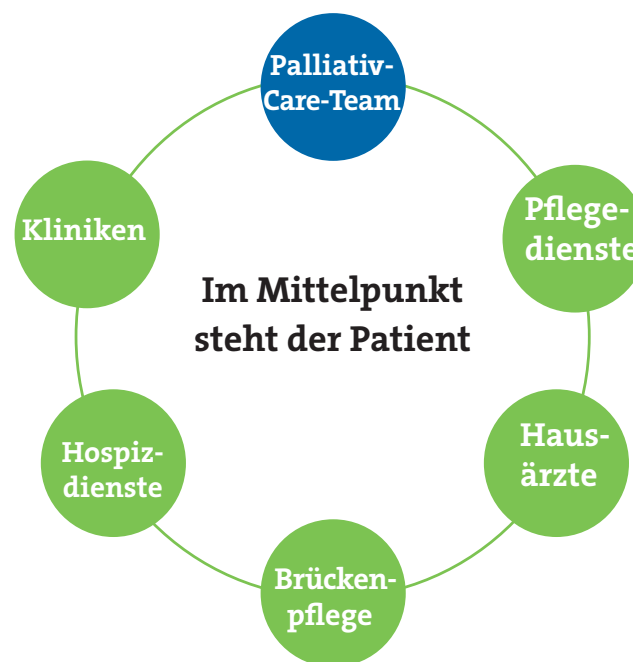 Palliativ-
Care-Team
Kliniken
Pflege-
dienste
Im Mittelpunkt
steht der Patient
Hospiz-
dienste
Haus-
ärzte
Brücken-
pflege